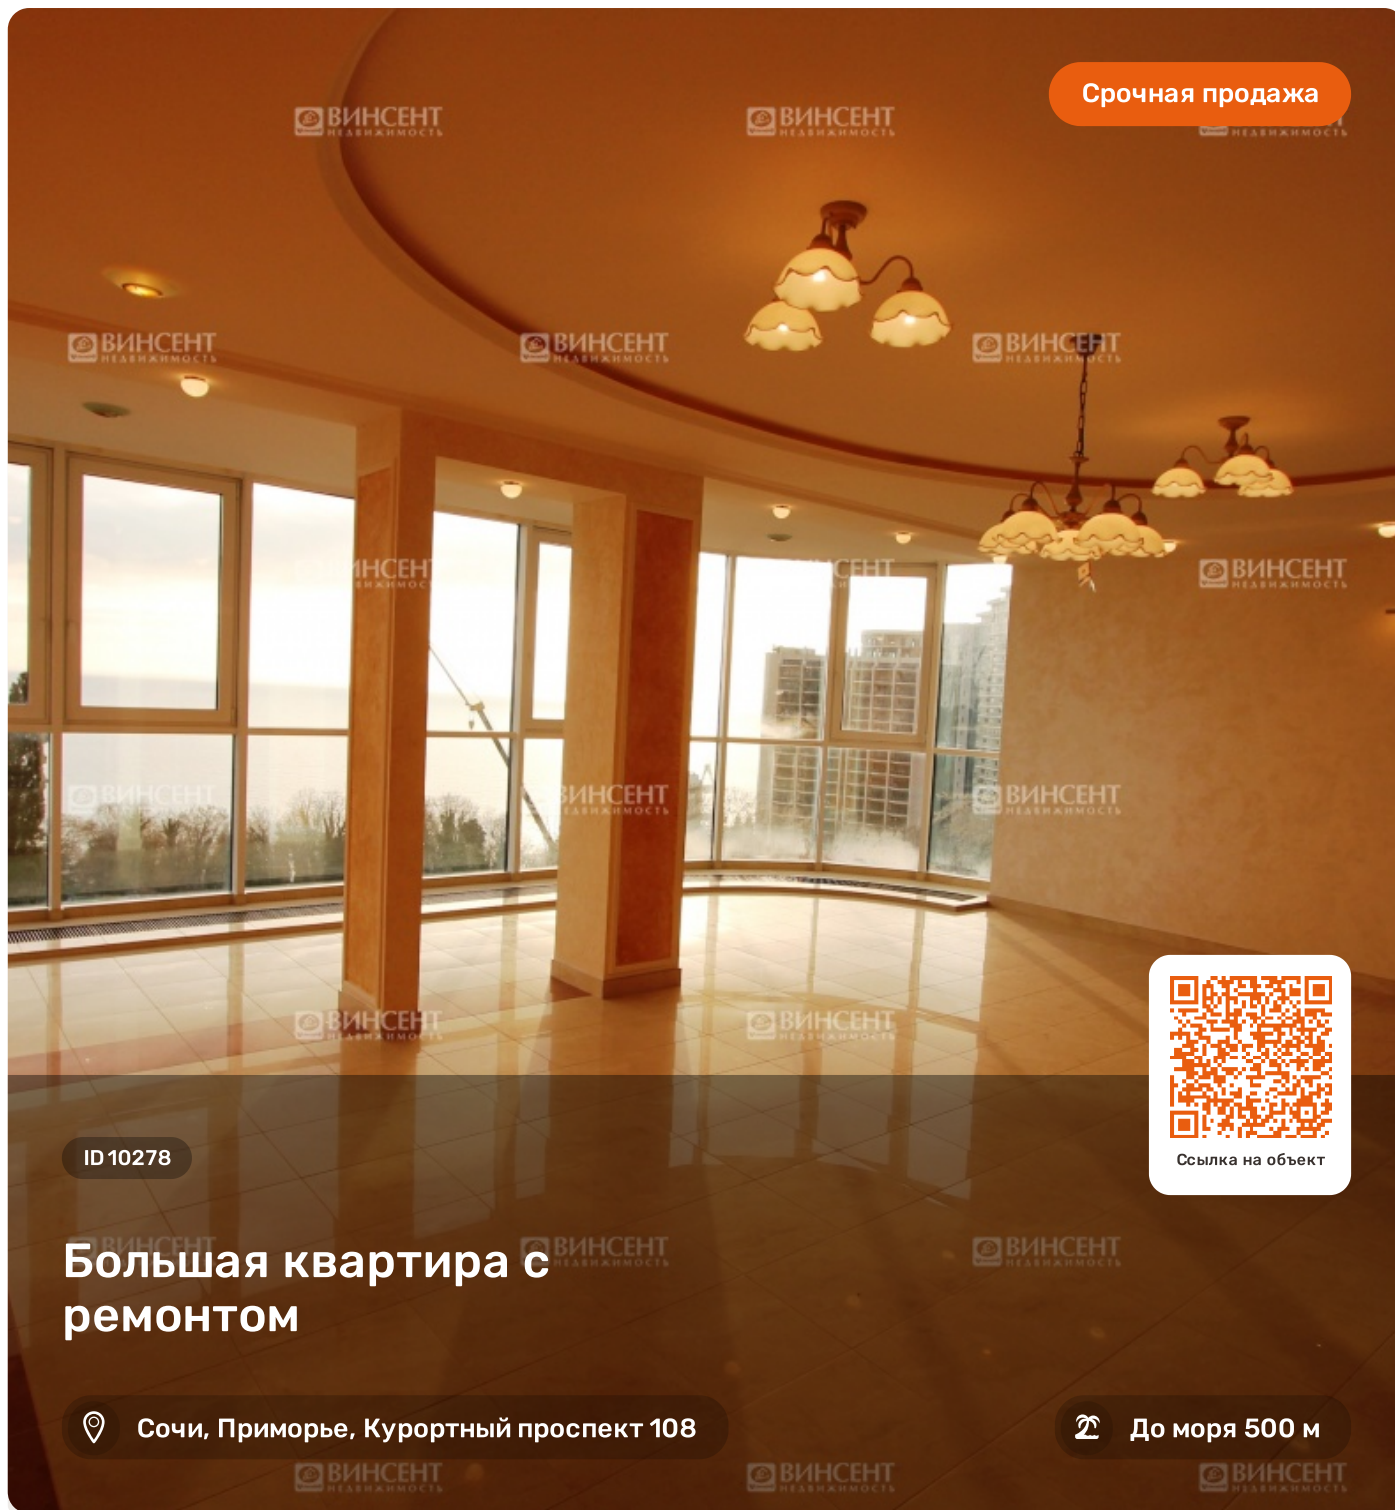 Срочная продажа
ВИНСЕНТ
НЕДВИЖИМОСТЬ
ID 10278
Ссылка на объект
Большая квартира с
ремонтом
Сочи, Приморье, Курортный проспект 108
До моря 500 м